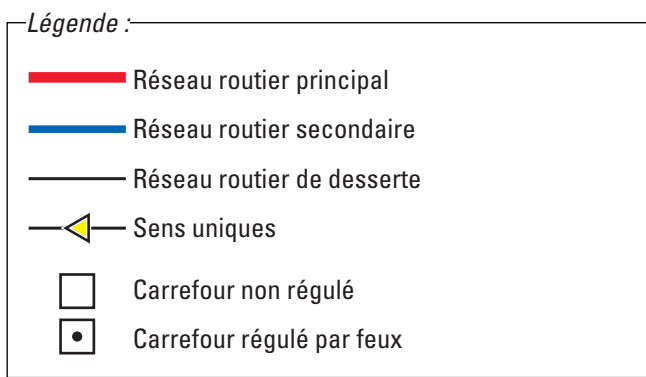 Légende :
Réseau routier principal
Réseau routier secondaire
Réseau routier de desserte
Sens uniques
Carrefour non régulé
Carrefour régulé par feux